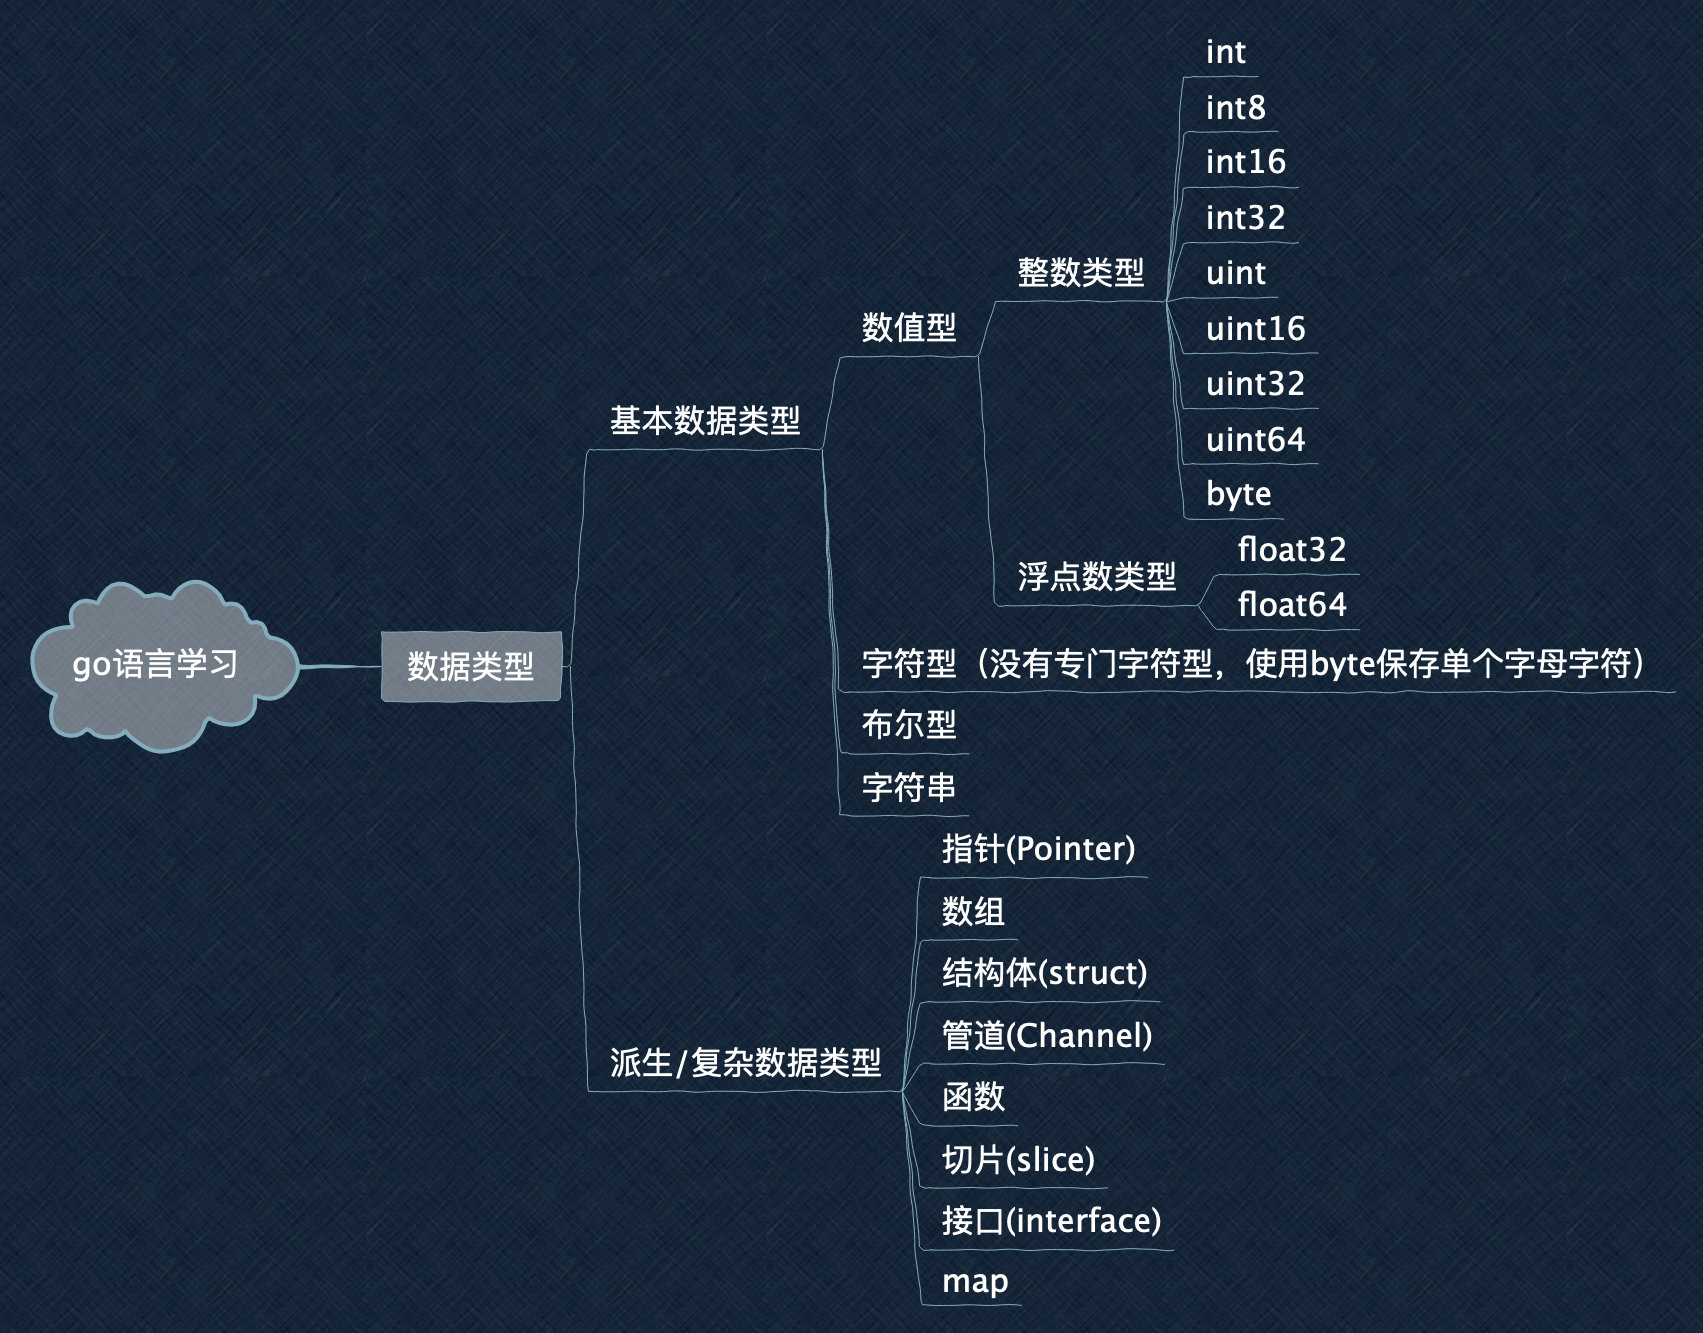 go语言学习
数据类型
基本数据类型
数值型
整数类型
int
int8
int16
int32
uint
uint16
uint32
uint64
byte
浮点数类型
float32
float64
字符型（没有专门字符型，使用byte保存单个字母字符）
布尔型
字符串
派生/复杂数据类型
指针(Pointer)
数组
结构体(struct)
管道(Channel)
函数
切片(slice)
接口(interface)
map